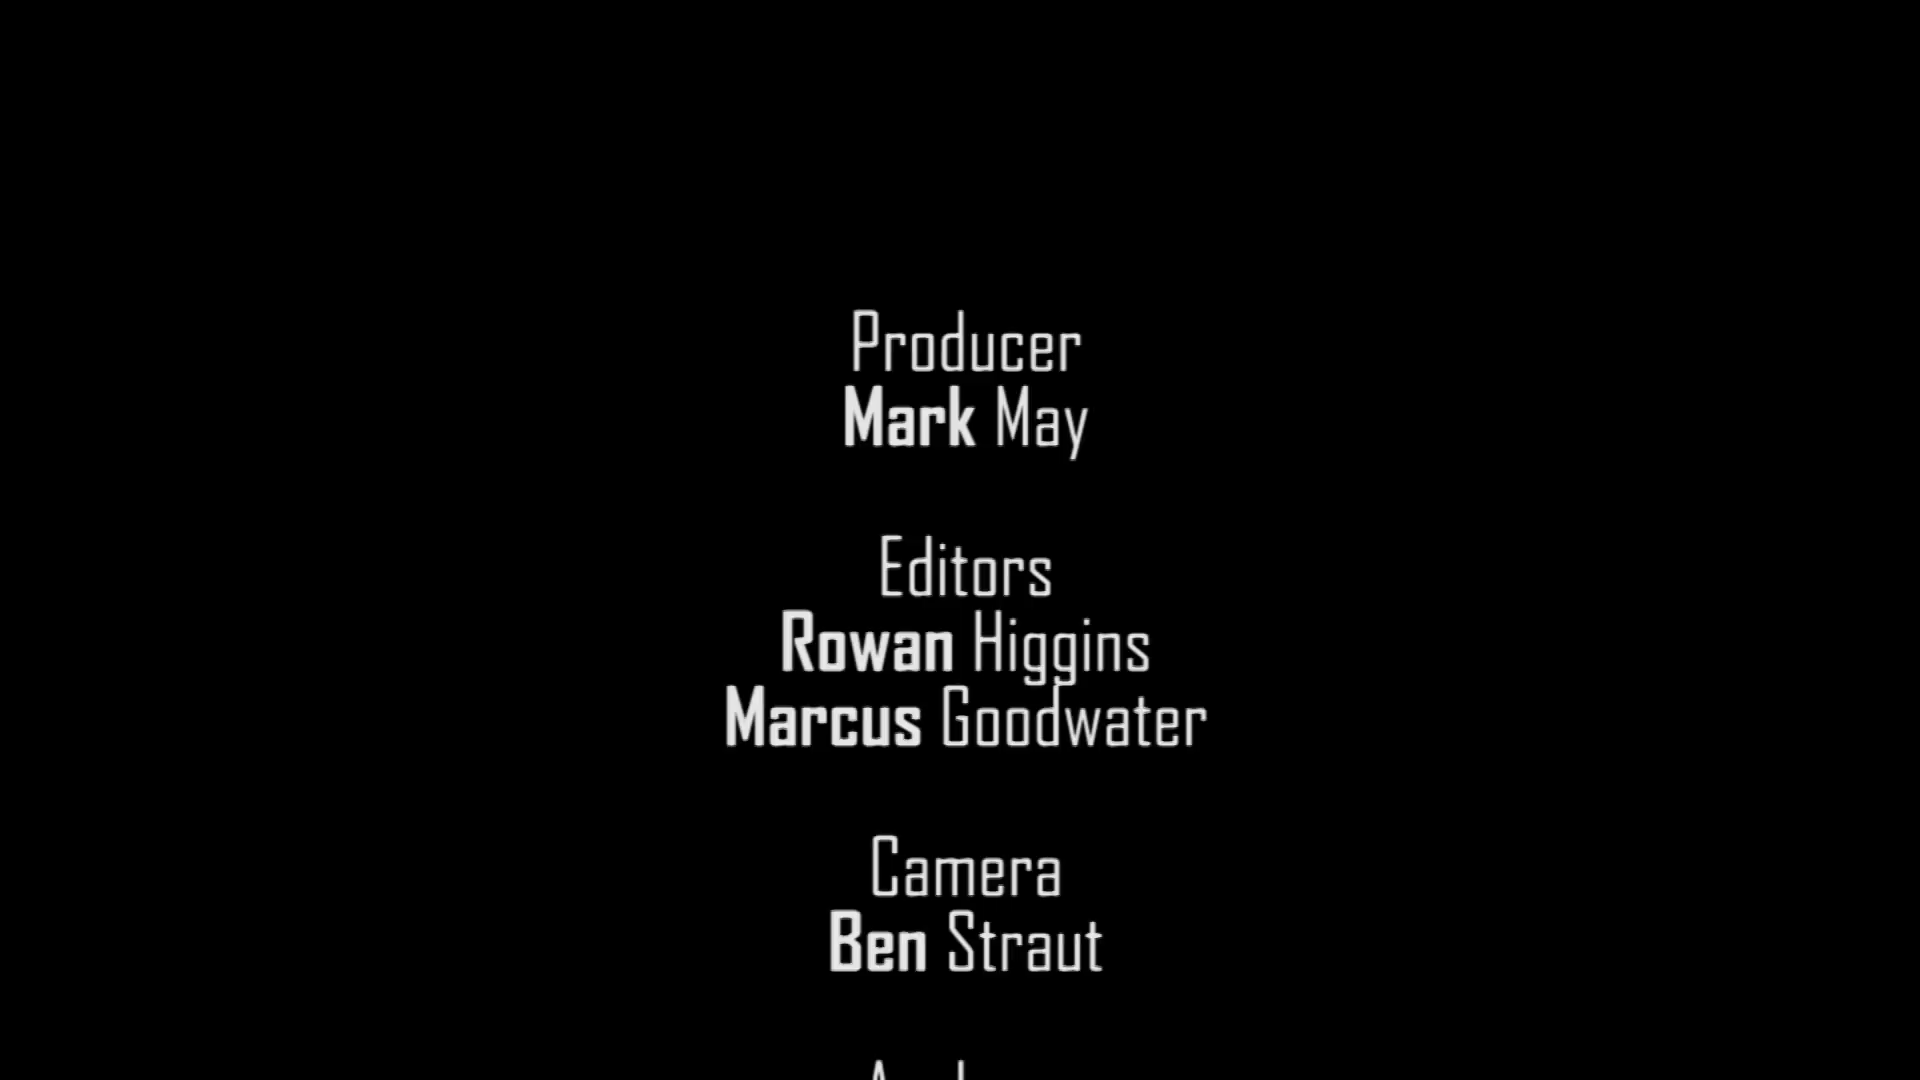 Producer
Mark May
Editors
Rowan Higgins
Marcus Goodwater
Camera
Ben Straut